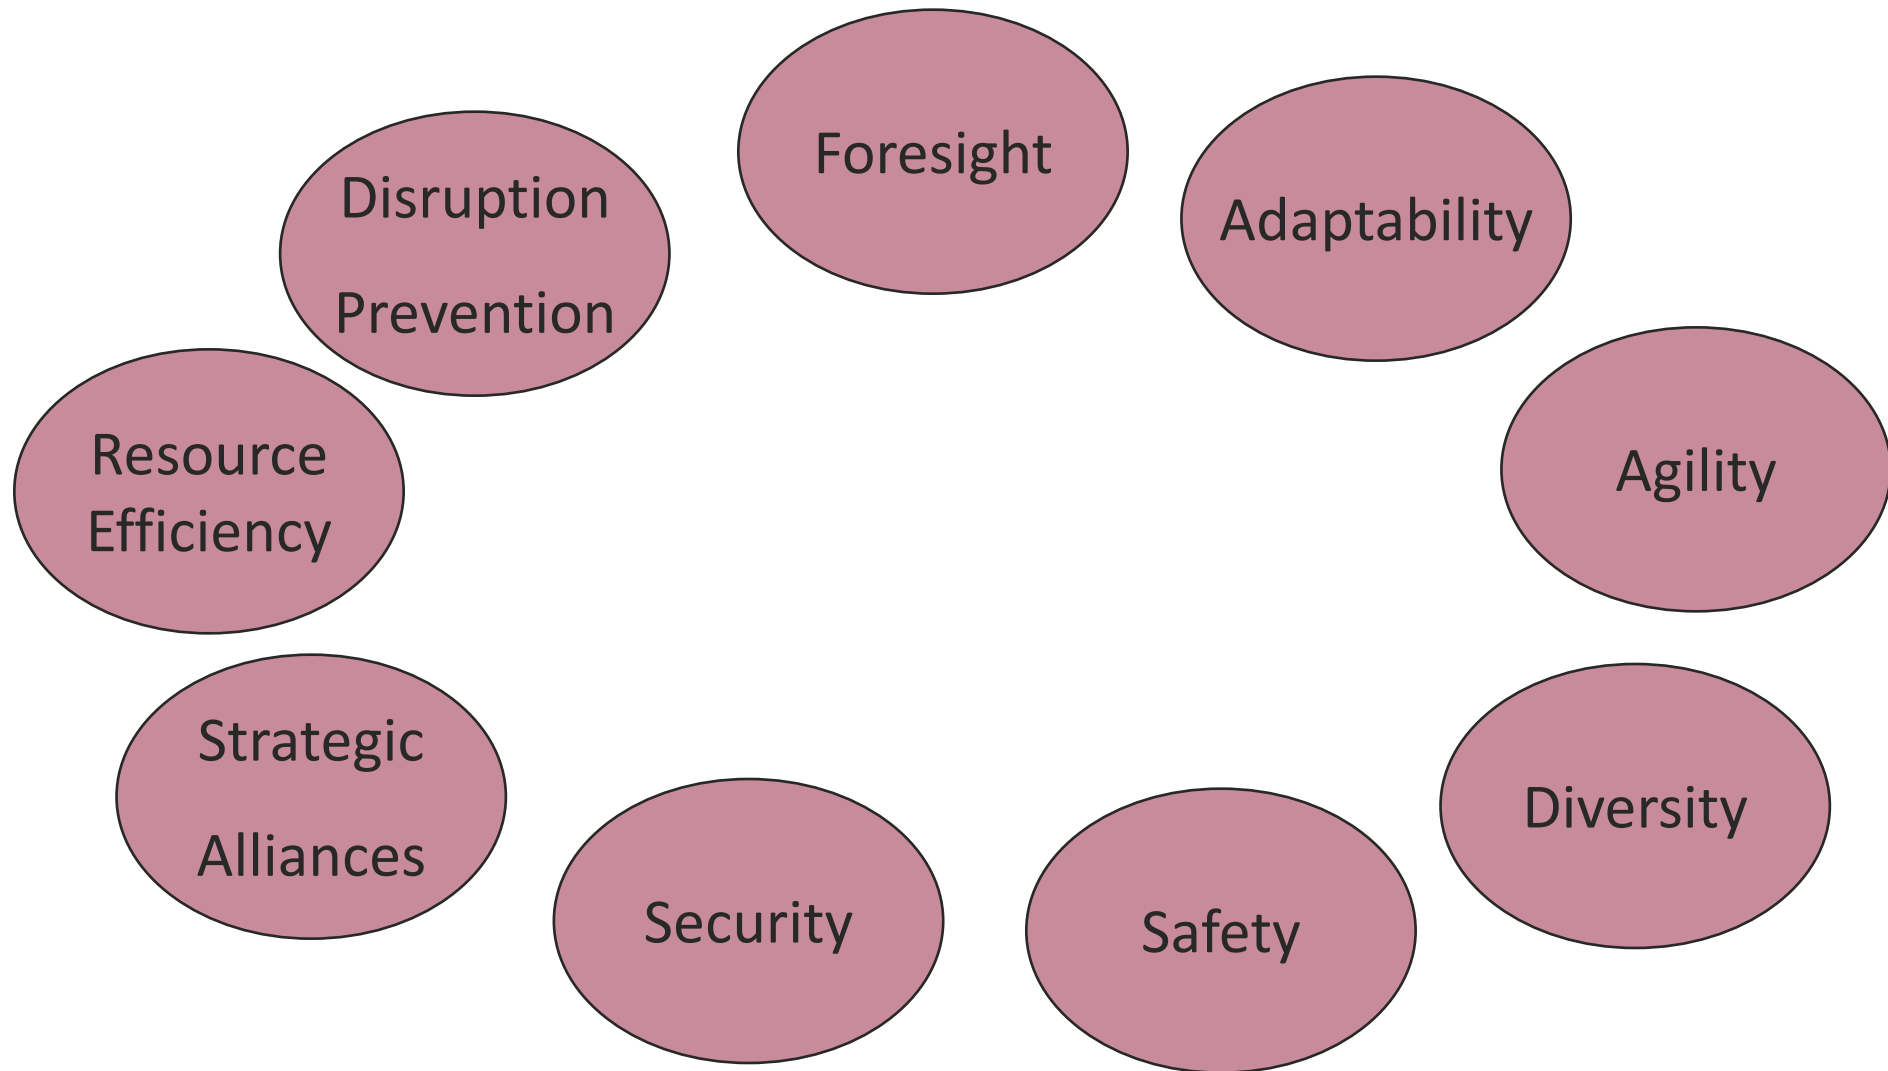 Foresight
Disruption
Prevention
Adaptability
Resource
Efficiency
Agility
Strategic
Alliances
Diversity
Security
Safety